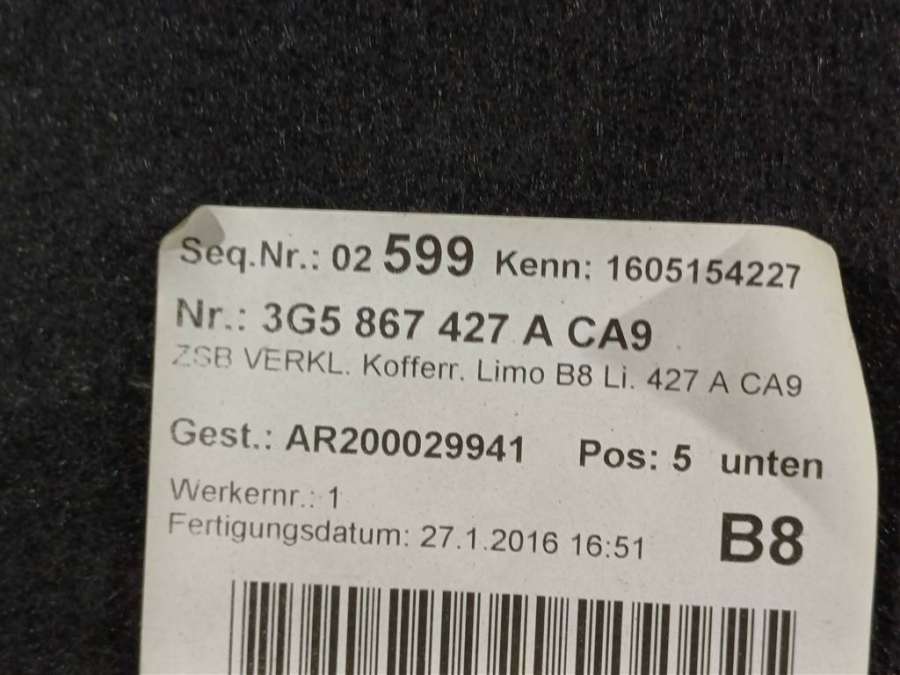 Seq.Nr.: 02 599 Kenn: 1605154227
Nr.: 3G5 867 427 A CA9
ZSB VERKL. Kofferr. Limo B8 Li. 427 A CA9
Gest.: AR200029941 Pos: 5 unten
Werkernr.: 1
Fertigungsdatum: 27.1.2016 16:51 B8